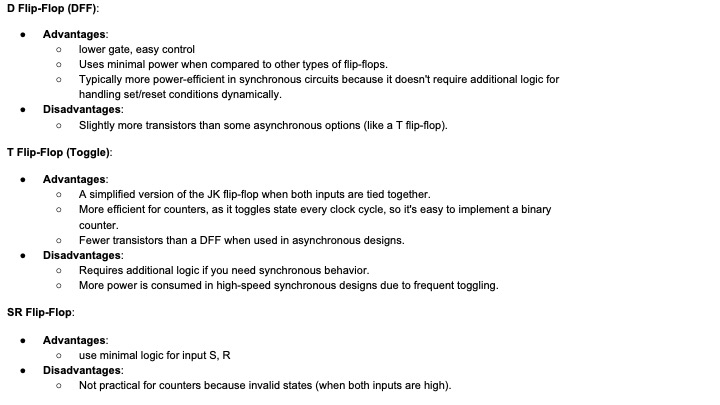 D Flip-Flop (DFF):
● Advantages:
○ lower gate, easy control
○ Uses minimal power when compared to other types of flip-flops.
○ Typically more power-efficient in synchronous circuits because it doesn't require additional logic for
handling set/reset conditions dynamically.
● Disadvantages:
○ Slightly more transistors than some asynchronous options (like a T flip-flop).
T Flip-Flop (Toggle):
● Advantages:
○ A simplified version of the JK flip-flop when both inputs are tied together.
○ More efficient for counters, as it toggles state every clock cycle, so it's easy to implement a binary
counter.
○ Fewer transistors than a DFF when used in asynchronous designs.
● Disadvantages:
○ Requires additional logic if you need synchronous behavior.
○ More power is consumed in high-speed synchronous designs due to frequent toggling.
SR Flip-Flop:
● Advantages:
○ use minimal logic for input S, R
● Disadvantages:
○ Not practical for counters because invalid states (when both inputs are high).